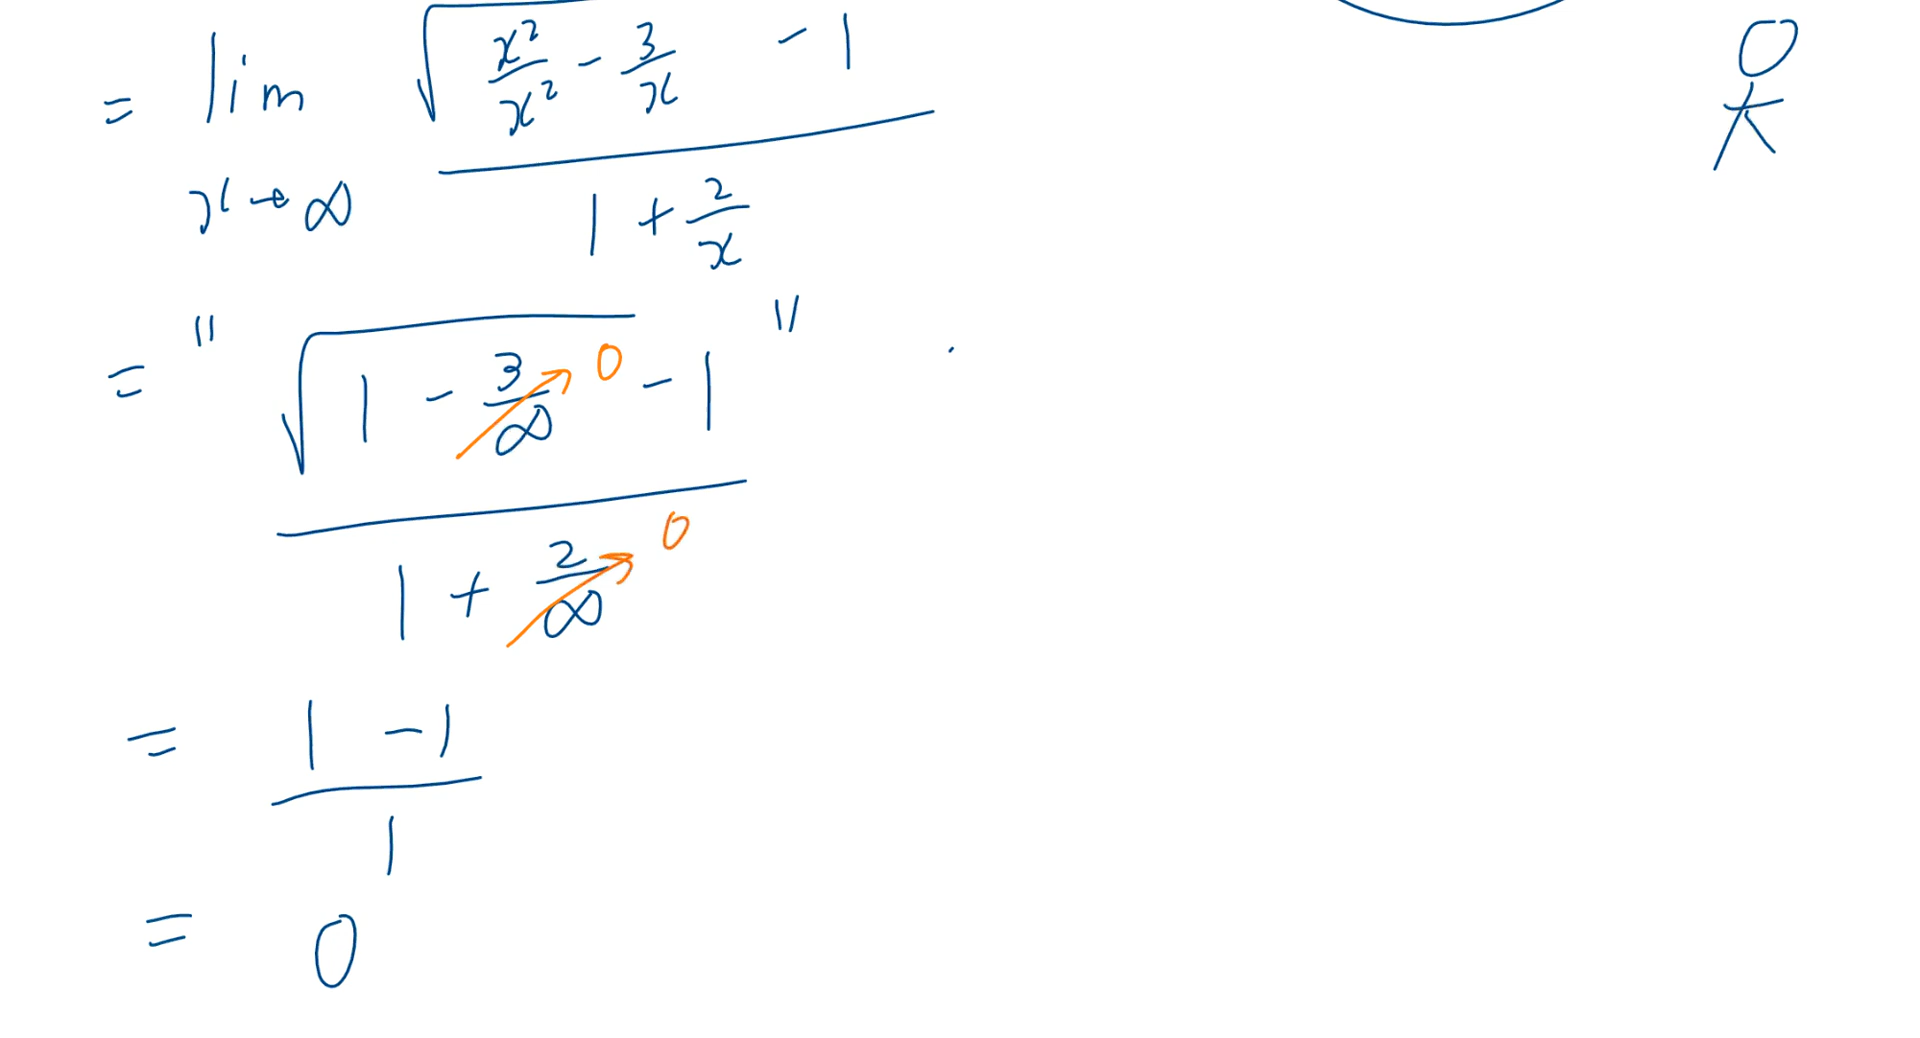 = lim x→∞ (√(x²/x² - 3/x) - 1) / (1 + 2/x)
= " (√(1 - 3/∞ → 0) - 1) / (1 + 2/∞ → 0) "
= (1 - 1) / 1
= 0